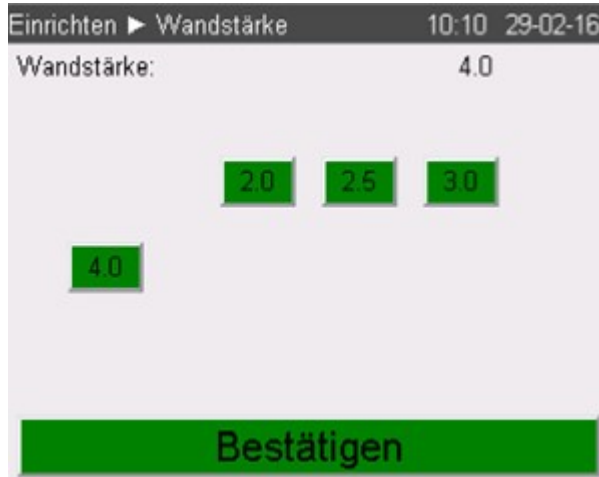 Einrichten ► Wandstärke 10:10 29-02-16
Wandstärke: 4.0
2.0 2.5 3.0
4.0
Bestätigen